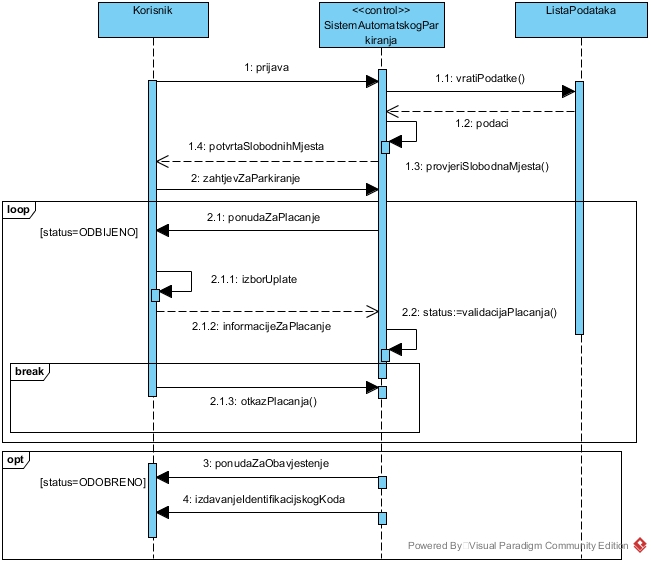 Korisnik
<<control>>
SistemAutomatskogPar
kiranja
ListaPodataka
1: prijava
1.1: vratiPodatke()
1.2: podaci
1.4: potvrtaSlobodnihMjesta
1.3: provjeriSlobodnaMjesta()
2: zahtjevZaParkiranje
loop
2.1: ponudaZaPlacanje
[status=ODBIJENO]
2.1.1: izborUplate
2.2: status:=validacijaPlacanja()
2.1.2: informacijeZaPlacanje
break
2.1.3: otkazPlacanja()
opt
3: ponudaZaObavjestenje
[status=ODOBRENO]
4: izdavanjeIdentifikacijskogKoda
Powered By Visual Paradigm Community Edition